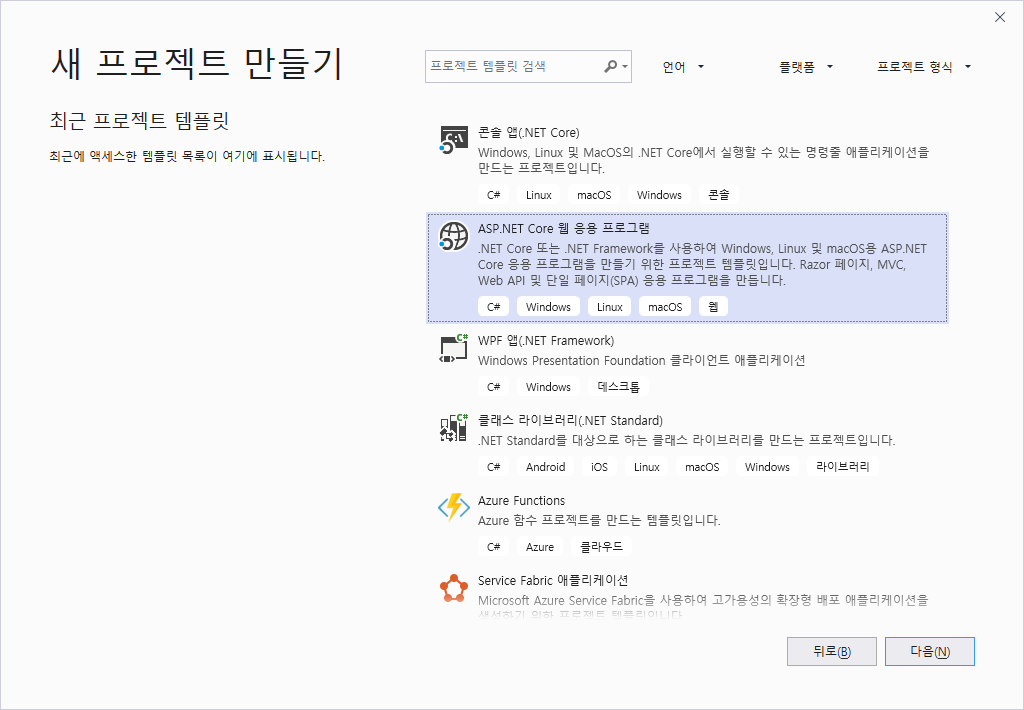 새 프로젝트 만들기
최근 프로젝트 템플릿
최근에 액세스한 템플릿 목록이 여기에 표시됩니다.
프로젝트 템플릿 검색
언어 플랫폼 프로젝트 형식
콘솔 앱(.NET Core)
Windows, Linux 및 MacOS의 .NET Core에서 실행할 수 있는 명령줄 애플리케이션을
만드는 프로젝트입니다.
C# Linux macOS Windows 콘솔
ASP.NET Core 웹 응용 프로그램
.NET Core 또는 .NET Framework를 사용하여 Windows, Linux 및 macOS용 ASP.NET
Core 응용 프로그램을 만들기 위한 프로젝트 템플릿입니다. Razor 페이지, MVC,
Web API 및 단일 페이지(SPA) 응용 프로그램을 만듭니다.
C# Windows Linux macOS 웹
WPF 앱(.NET Framework)
Windows Presentation Foundation 클라이언트 애플리케이션
C# Windows 데스크톱
클래스 라이브러리(.NET Standard)
.NET Standard를 대상으로 하는 클래스 라이브러리를 만드는 프로젝트입니다.
C# Android iOS Linux macOS Windows 라이브러리
Azure Functions
Azure 함수 프로젝트를 만드는 템플릿입니다.
C# Azure 클라우드
Service Fabric 애플리케이션
Microsoft Azure Service Fabric을 사용하여 고가용성의 확장형 배포 애플리케이션을
생성하기 위한 프로젝트 템플릿입니다.
뒤로(B) 다음(N)